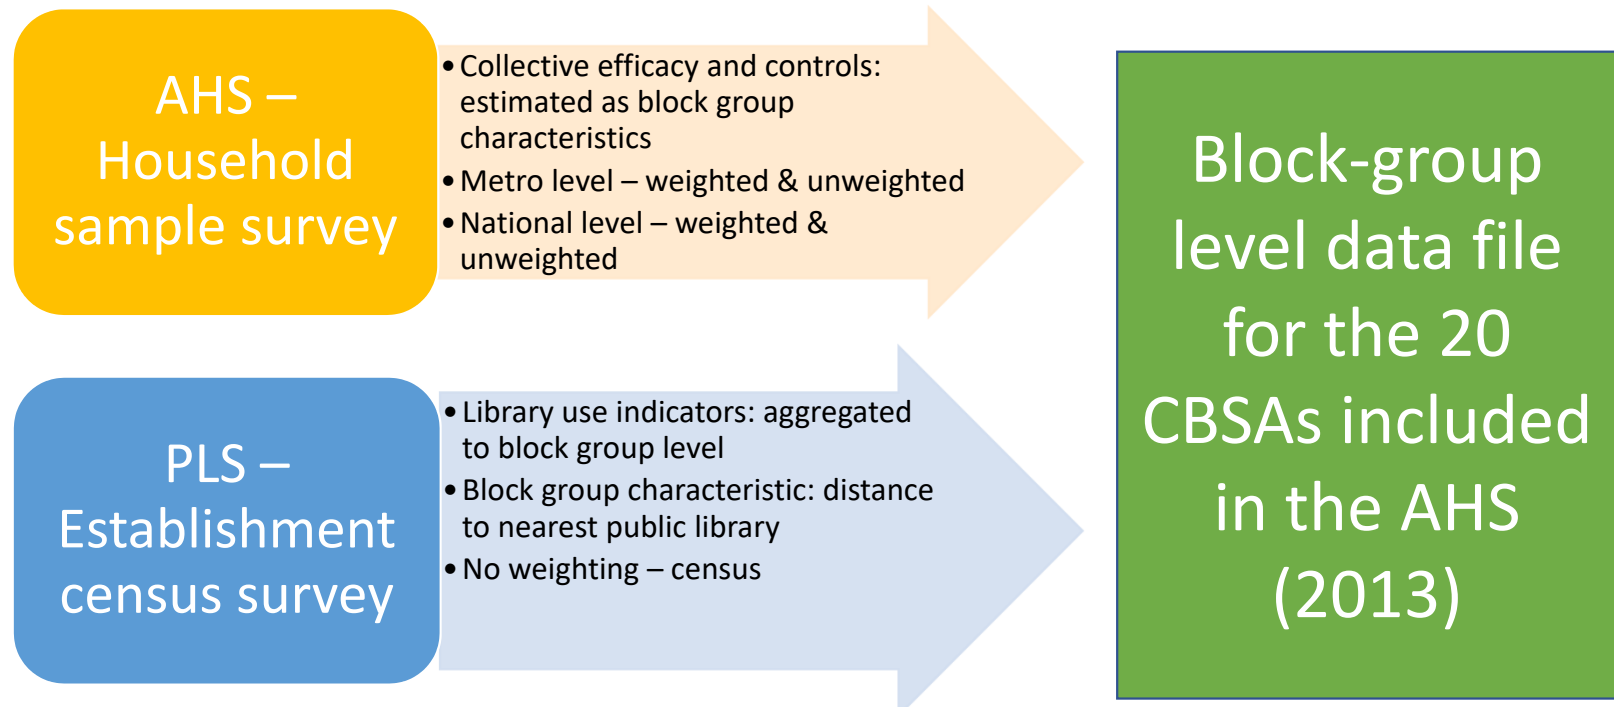 AHS –
Household
sample survey
• Collective efficacy and controls:
estimated as block group
characteristics
• Metro level – weighted & unweighted
• National level – weighted &
unweighted
PLS –
Establishment
census survey
• Library use indicators: aggregated
to block group level
• Block group characteristic: distance
to nearest public library
• No weighting – census
Block-group
level data file
for the 20
CBSAs included
in the AHS
(2013)